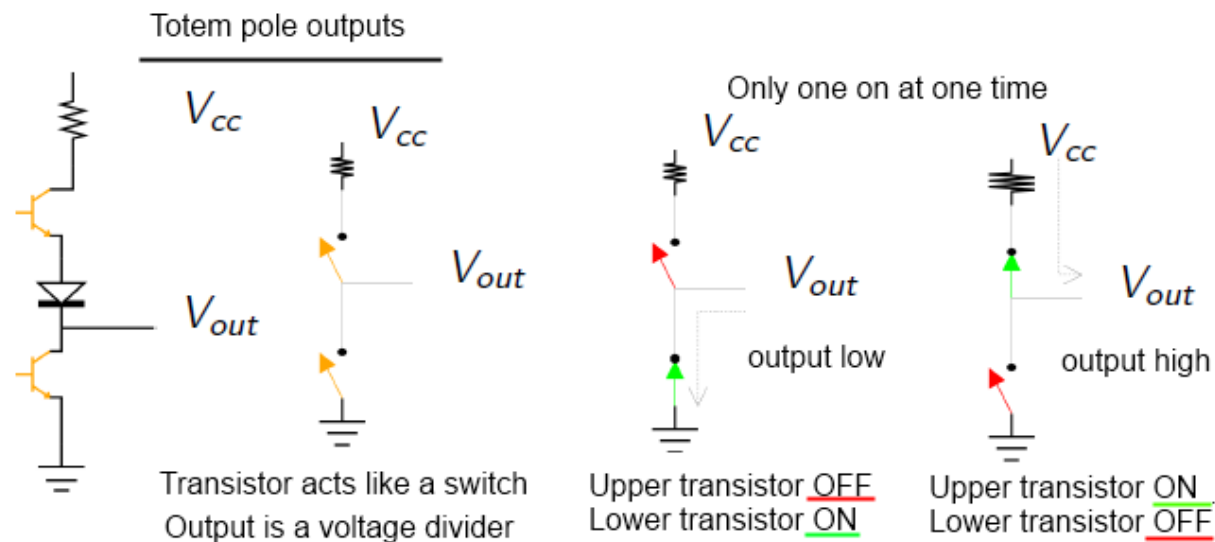 Totem pole outputs
Vcc
Vout
Vcc
Vout
Transistor acts like a switch
Output is a voltage divider
Only one on at one time
Vcc
Vout
output low
Upper transistor OFF
Lower transistor ON
Vcc
Vout
output high
Upper transistor ON.
Lower transistor OFF